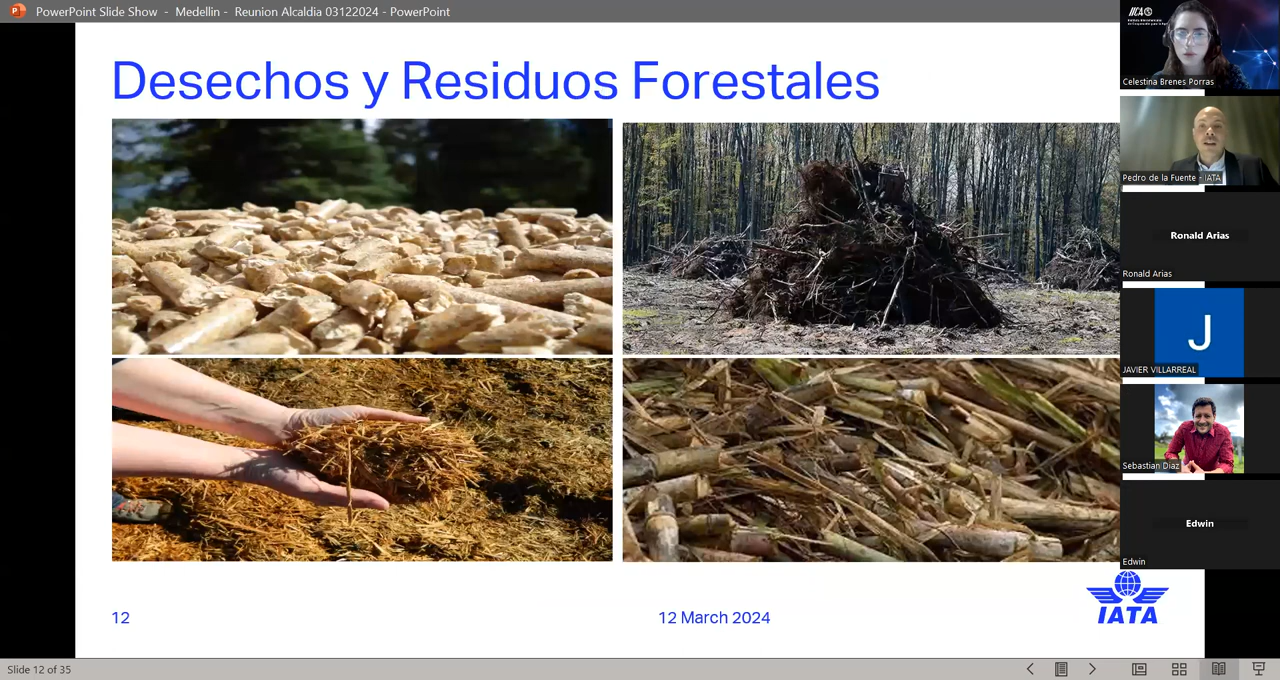 PowerPoint Slide Show - Medellin - Reunion Alcaldia 03122024 - PowerPoint
Desechos y Residuos Forestales
12
12 March 2024
IATA
Slide 12 of 35
IICA
Celestina Brenes Porras
Pedro de la Fuente - IATA
Ronald Arias
Ronald Arias
J
JAVIER VILLARREAL
Sebastian Diaz
Edwin
Edwin